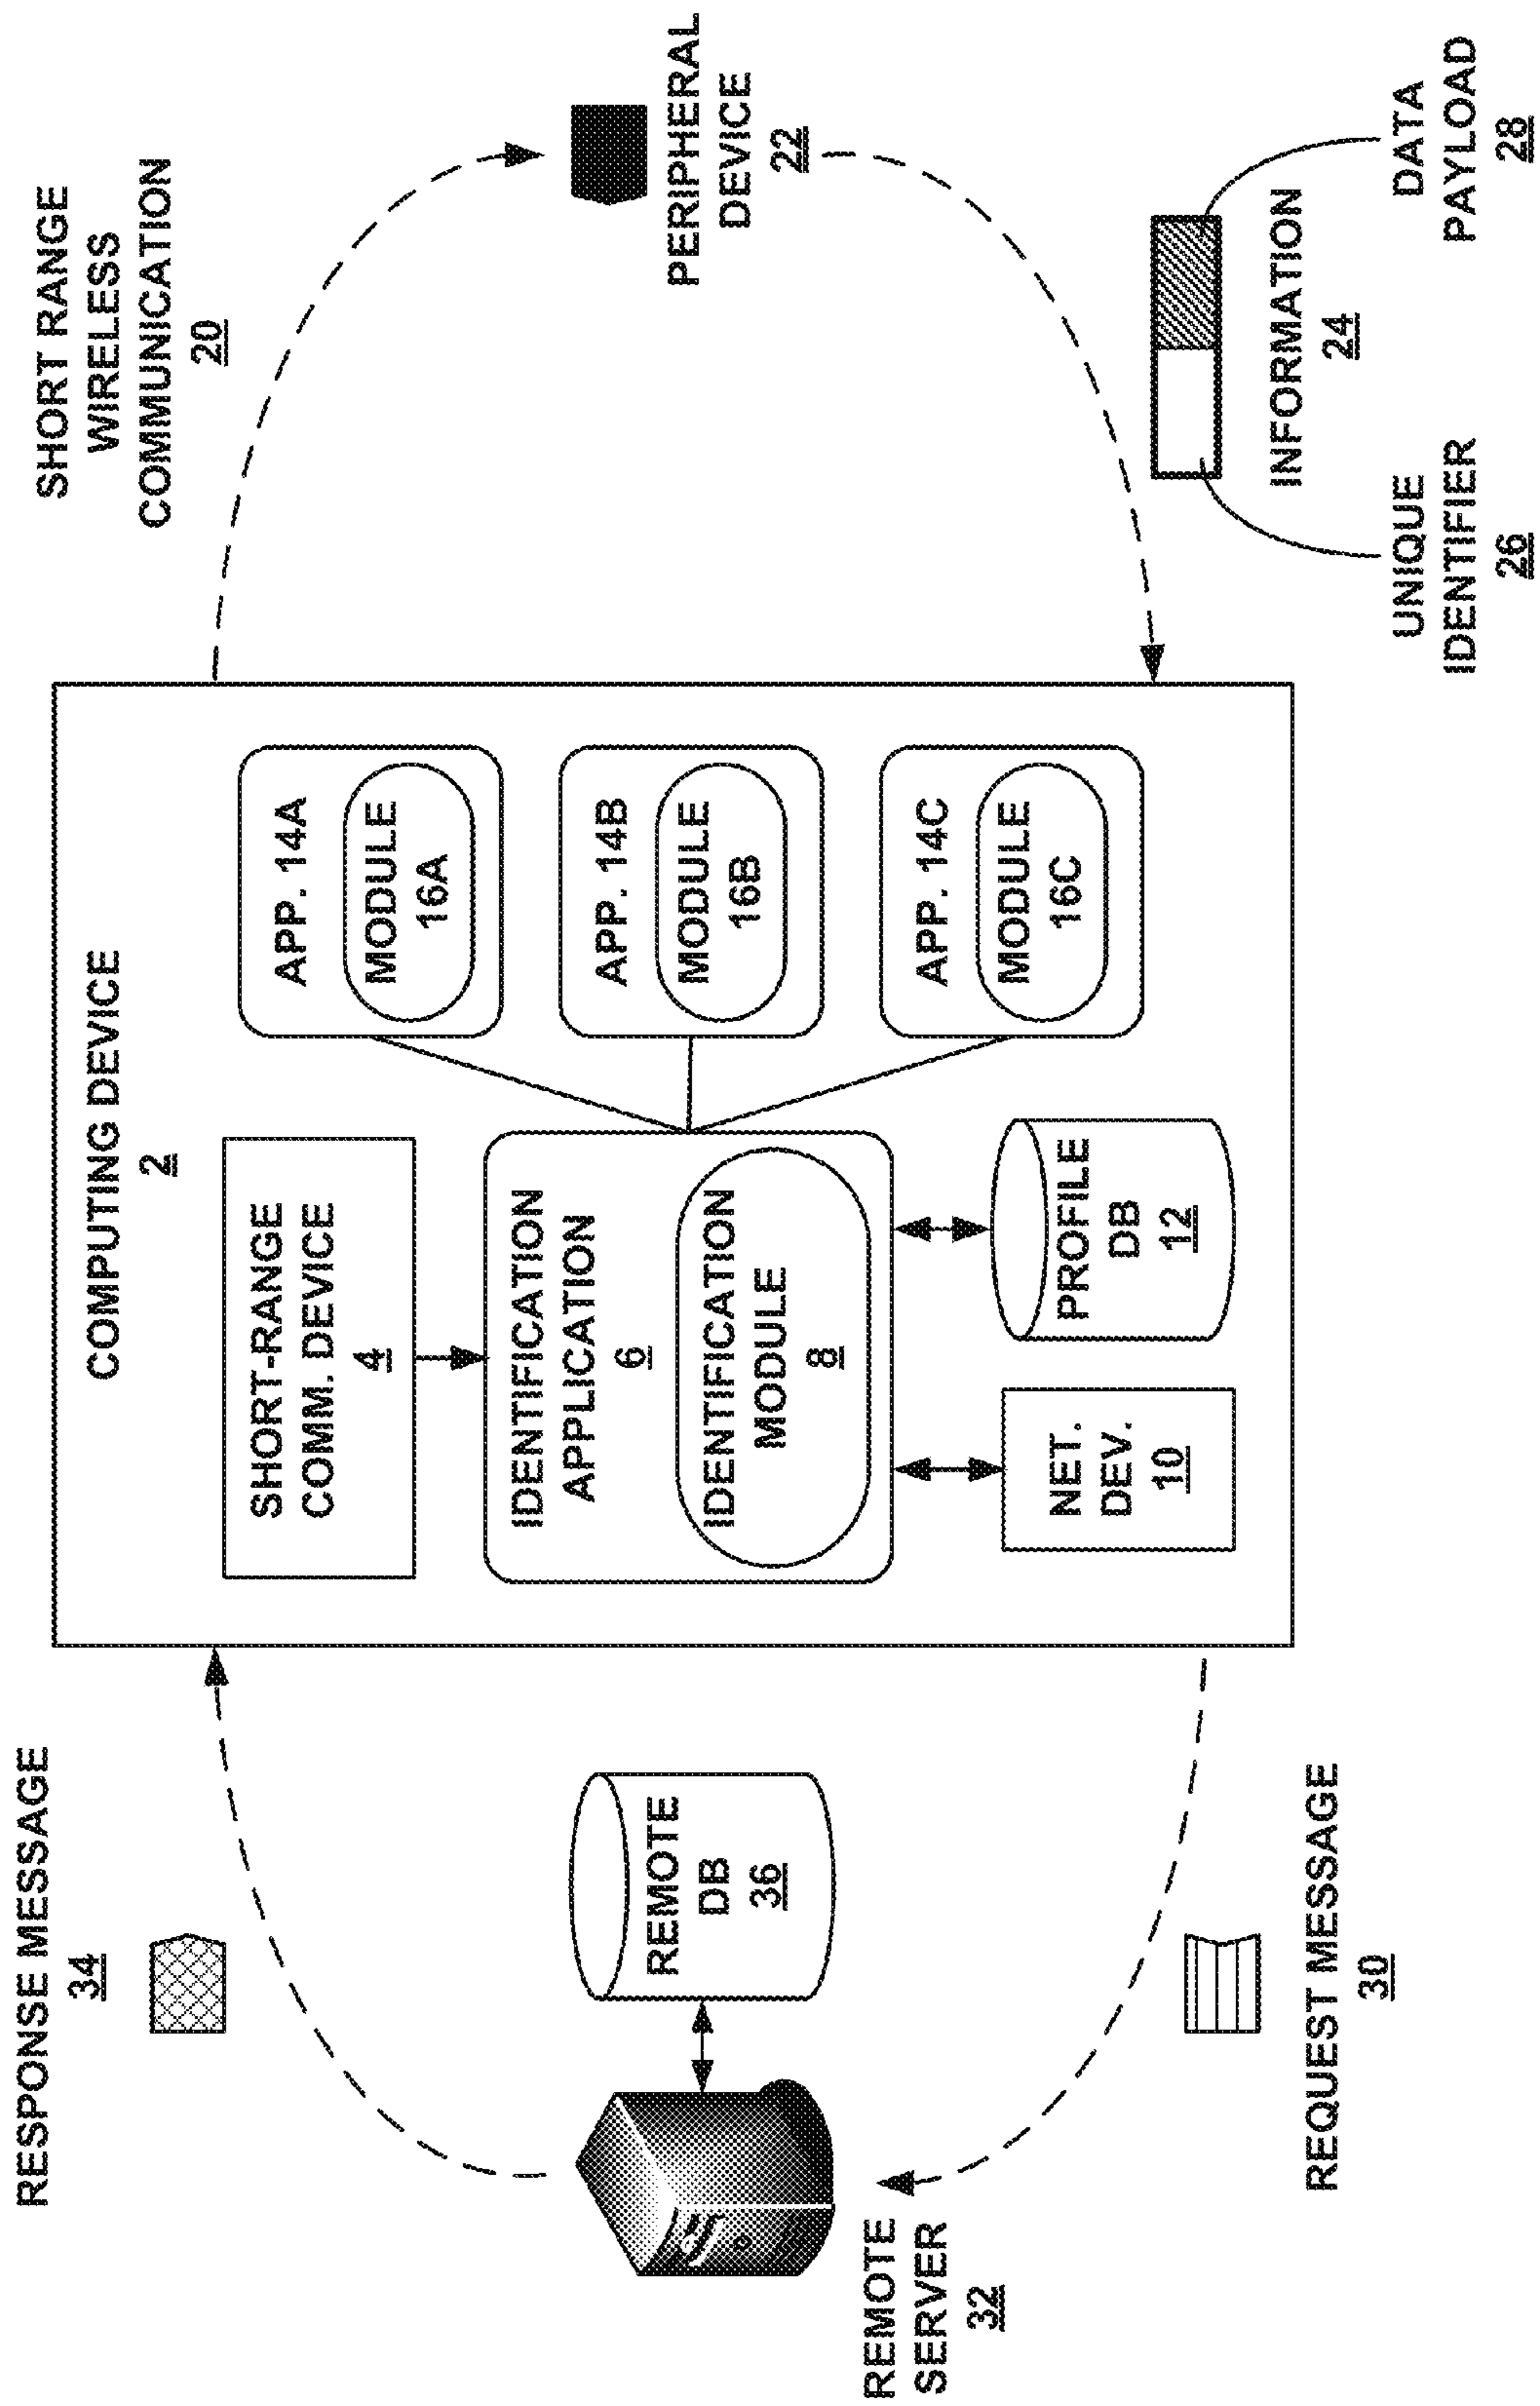 RESPONSE MESSAGE
34
REMOTE
DB
36
REMOTE
SERVER
32
REQUEST MESSAGE
30
COMPUTING DEVICE
2
SHORT-RANGE
COMM. DEVICE
4
IDENTIFICATION
APPLICATION
6
IDENTIFICATION
MODULE
8
NET.
DEV.
10
PROFILE
DB
12
APP. 14A
MODULE
16A
APP. 14B
MODULE
16B
APP. 14C
MODULE
16C
SHORT RANGE
WIRELESS
COMMUNICATION
20
PERIPHERAL
DEVICE
22
INFORMATION
24
UNIQUE
IDENTIFIER
26
DATA
PAYLOAD
28